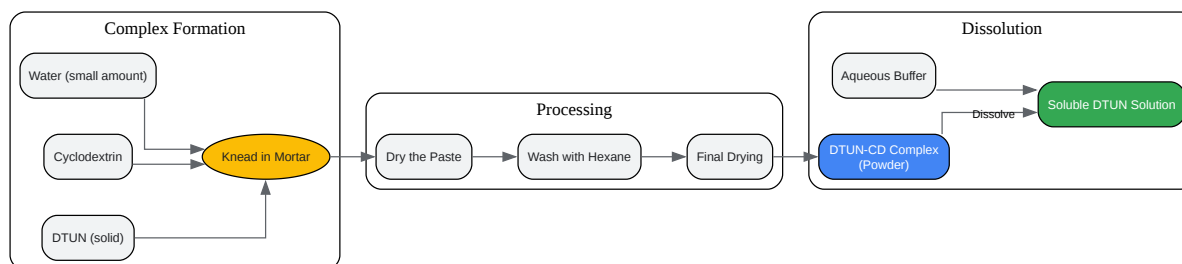 Complex Formation
Water (small amount)
Cyclodextrin
DTUN (solid)
Knead in Mortar
Processing
Dry the Paste
Wash with Hexane
Final Drying
Dissolution
Aqueous Buffer
DTUN-CD Complex
(Powder)
Dissolve
Soluble DTUN Solution